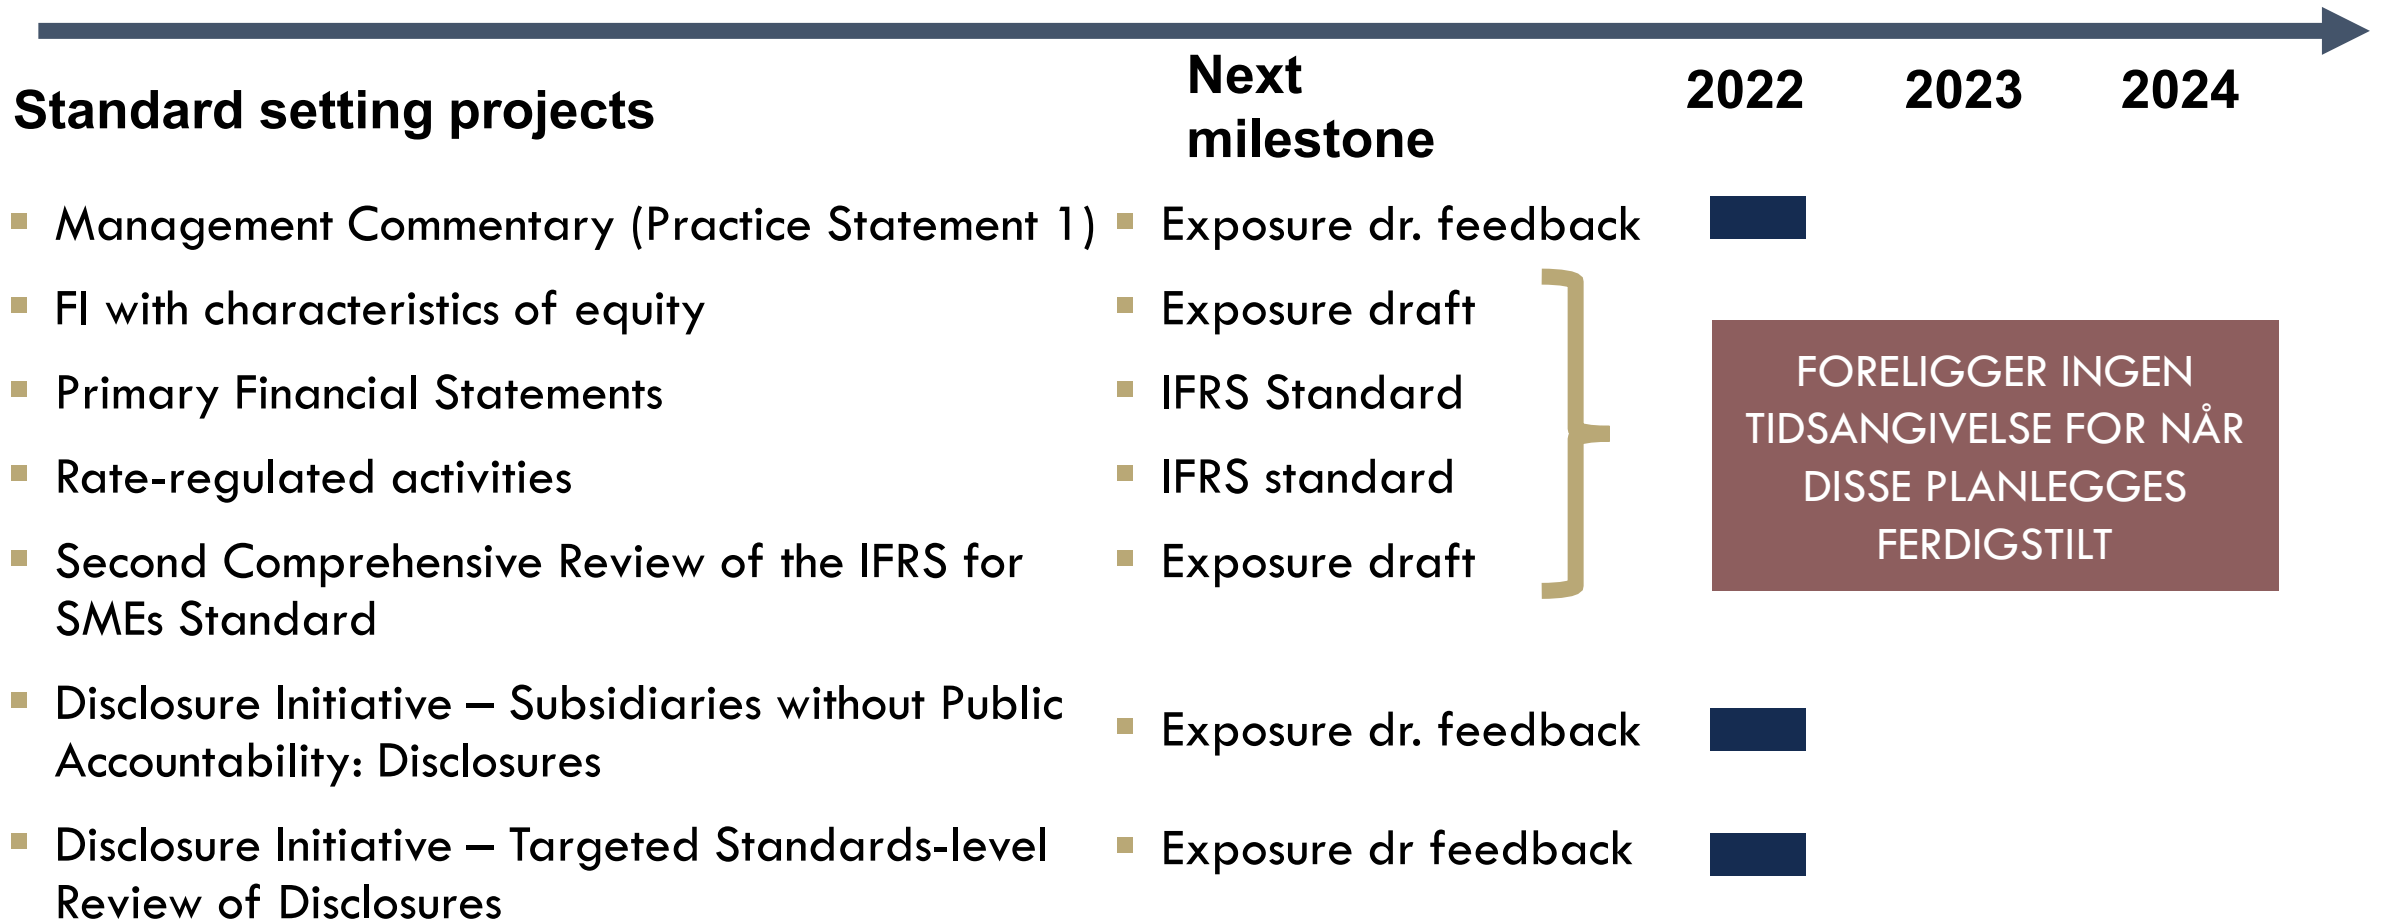 Standard setting projects
Next
milestone
2022 2023 2024
Management Commentary (Practice Statement 1)
Exposure dr. feedback
FI with characteristics of equity
Exposure draft
Primary Financial Statements
IFRS Standard
Rate-regulated activities
IFRS standard
Second Comprehensive Review of the IFRS for
SMEs Standard
Exposure draft
FORELIGGER INGEN
TIDSANGIVELSE FOR NÅR
DISSE PLANLEGGES
FERDIGSTILT
Disclosure Initiative – Subsidiaries without Public
Accountability: Disclosures
Exposure dr. feedback
Disclosure Initiative – Targeted Standards-level
Review of Disclosures
Exposure dr feedback